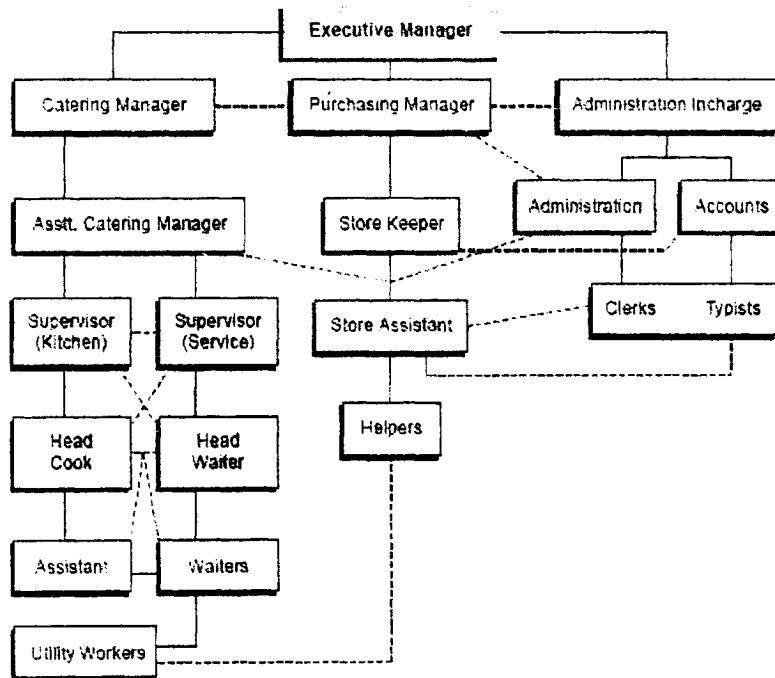 Executive Manager
Catering Manager
Purchasing Manager
Administration Incharge
Asstt. Catering Manager
Store Keeper
Administration
Accounts
Supervisor
(Kitchen)
Supervisor
(Service)
Store Assistant
Clerks
Typists
Head
Cook
Head
Waiter
Helpers
Assistant
Waiters
Utility Workers